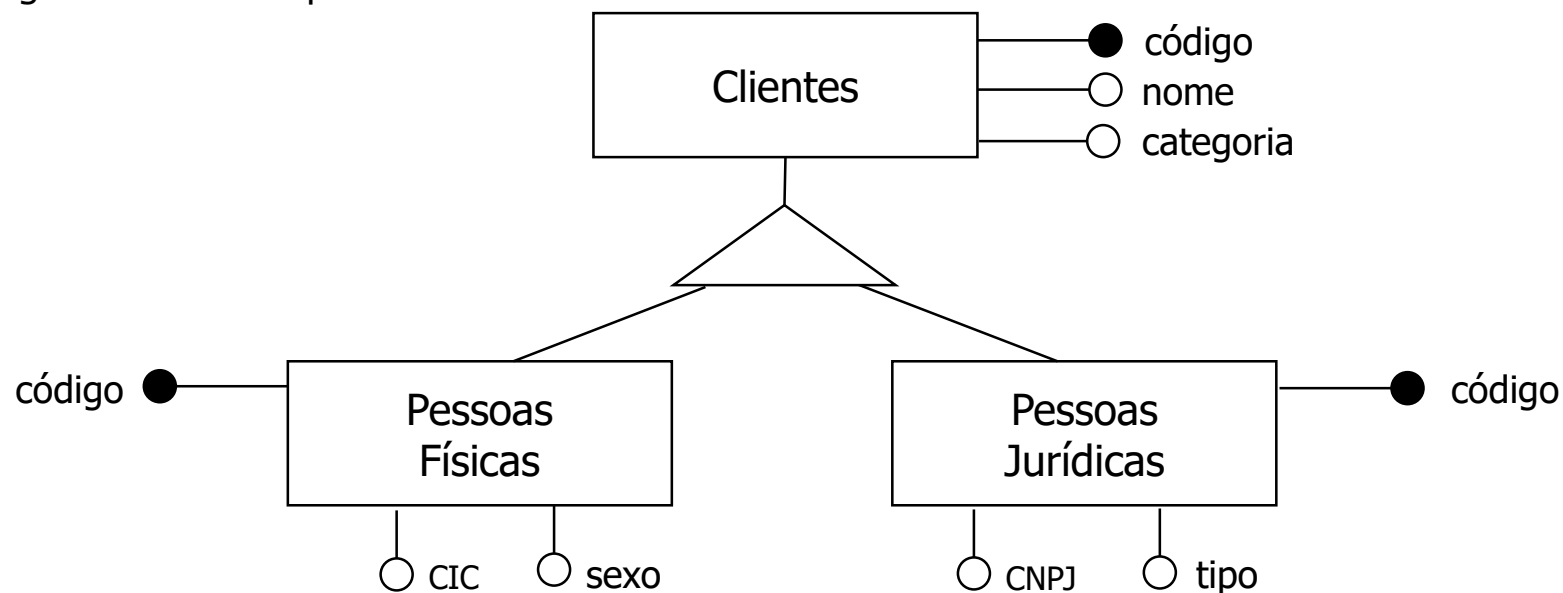 código
Clientes
nome
categoria
código
Pessoas
Físicas
Pessoas
Jurídicas
código
CIC
sexo
CNPJ
tipo